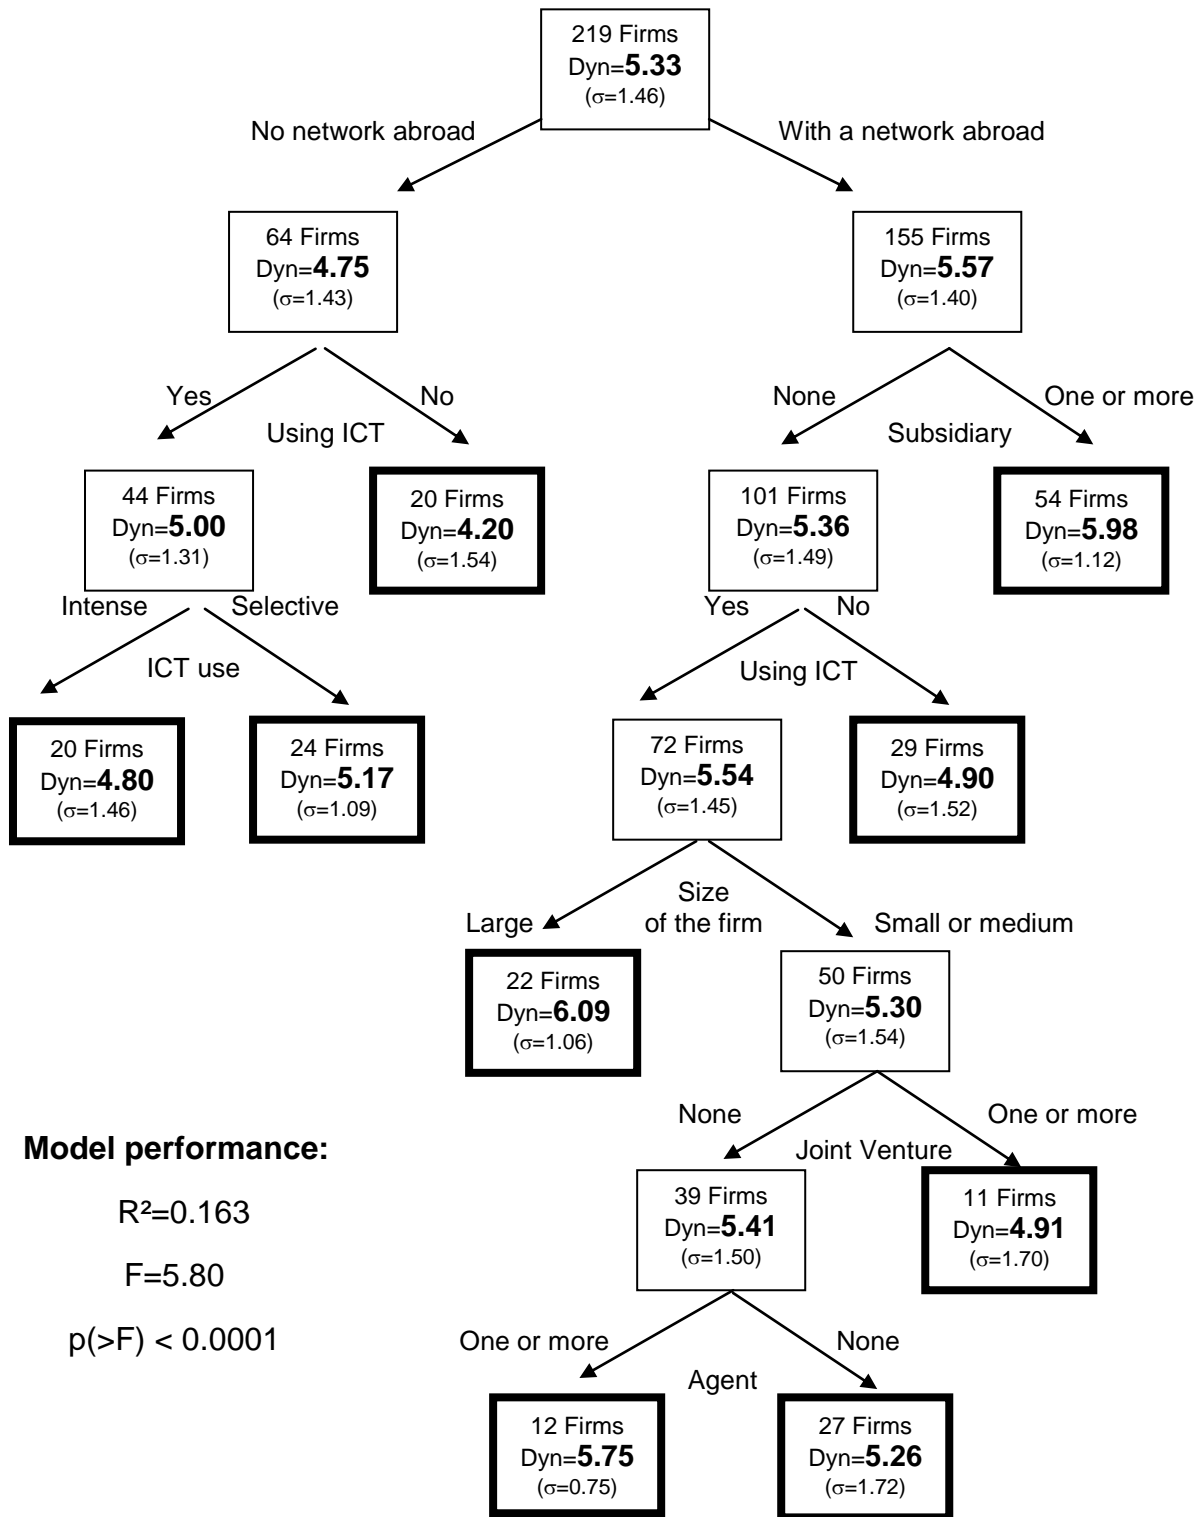 219 Firms
Dyn=5.33
(σ=1.46)
No network abroad
With a network abroad
64 Firms
Dyn=4.75
(σ=1.43)
155 Firms
Dyn=5.57
(σ=1.40)
Yes
No
Using ICT
None
One or more
Subsidiary
44 Firms
Dyn=5.00
(σ=1.31)
20 Firms
Dyn=4.20
(σ=1.54)
101 Firms
Dyn=5.36
(σ=1.49)
54 Firms
Dyn=5.98
(σ=1.12)
Intense
Selective
ICT use
Yes
No
Using ICT
20 Firms
Dyn=4.80
(σ=1.46)
24 Firms
Dyn=5.17
(σ=1.09)
72 Firms
Dyn=5.54
(σ=1.45)
29 Firms
Dyn=4.90
(σ=1.52)
Size
of the firm
Large
Small or medium
22 Firms
Dyn=6.09
(σ=1.06)
50 Firms
Dyn=5.30
(σ=1.54)
None
One or more
Joint Venture
39 Firms
Dyn=5.41
(σ=1.50)
11 Firms
Dyn=4.91
(σ=1.70)
One or more
None
Agent
12 Firms
Dyn=5.75
(σ=0.75)
27 Firms
Dyn=5.26
(σ=1.72)
Model performance:
R²=0.163
F=5.80
p(>F) < 0.0001